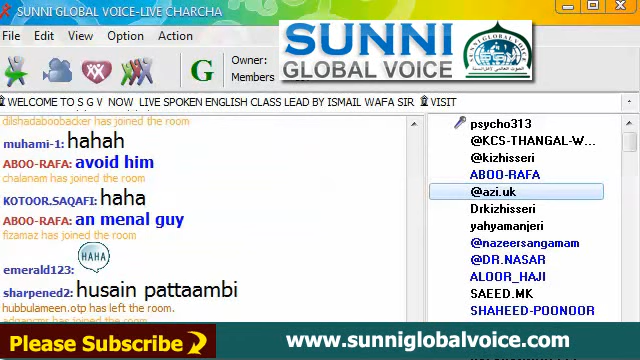 SUNNI GLOBAL VOICE-LIVE CHARCHA
File Edit View Option Action
SUNNI
GLOBAL VOICE
G
Owner:
Members
WELCOME TO S G V NOW LIVE SPOKEN ENGLISH CLASS LEAD BY ISMAIL WAFA SIR VISIT
dilshadaboobacker has joined the room
muhami-1: hahah
ABOO-RAFA: avoid him
chalanam has joined the room
KOTOOR.SAQAFI: haha
ABOO-RAFA: an menal guy
fizamaz has joined the room
emerald123: HAHA
sharpened2: husain pattaambi
hubbulameen.otp has left the room.
has joined the room
psycho313
@KCS-THANGAL-W...
@kizhisseri
ABOO-RAFA
@azi.uk
Drkizhisseri
yahyamanjeri
@nazeersangamam
@DR.NASAR
ALOOR_HAJI
SAEED.MK
SHAHEED-POONOOR
Please Subscribe
www.sunniglobalvoice.com